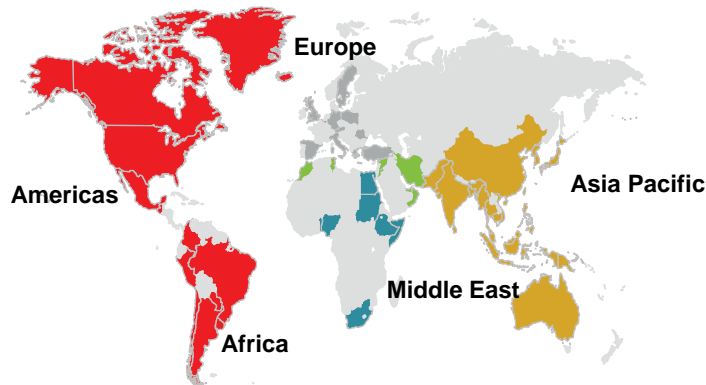 Europe
Americas
Asia Pacific
Middle East
Africa